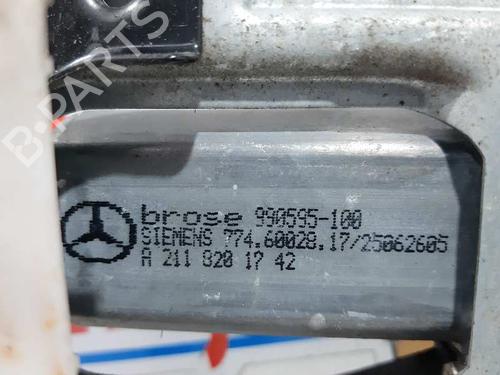 B-PARTS
brose 990595-100
SIEMENS 774.60028.17/25062605
A 211 820 17 42